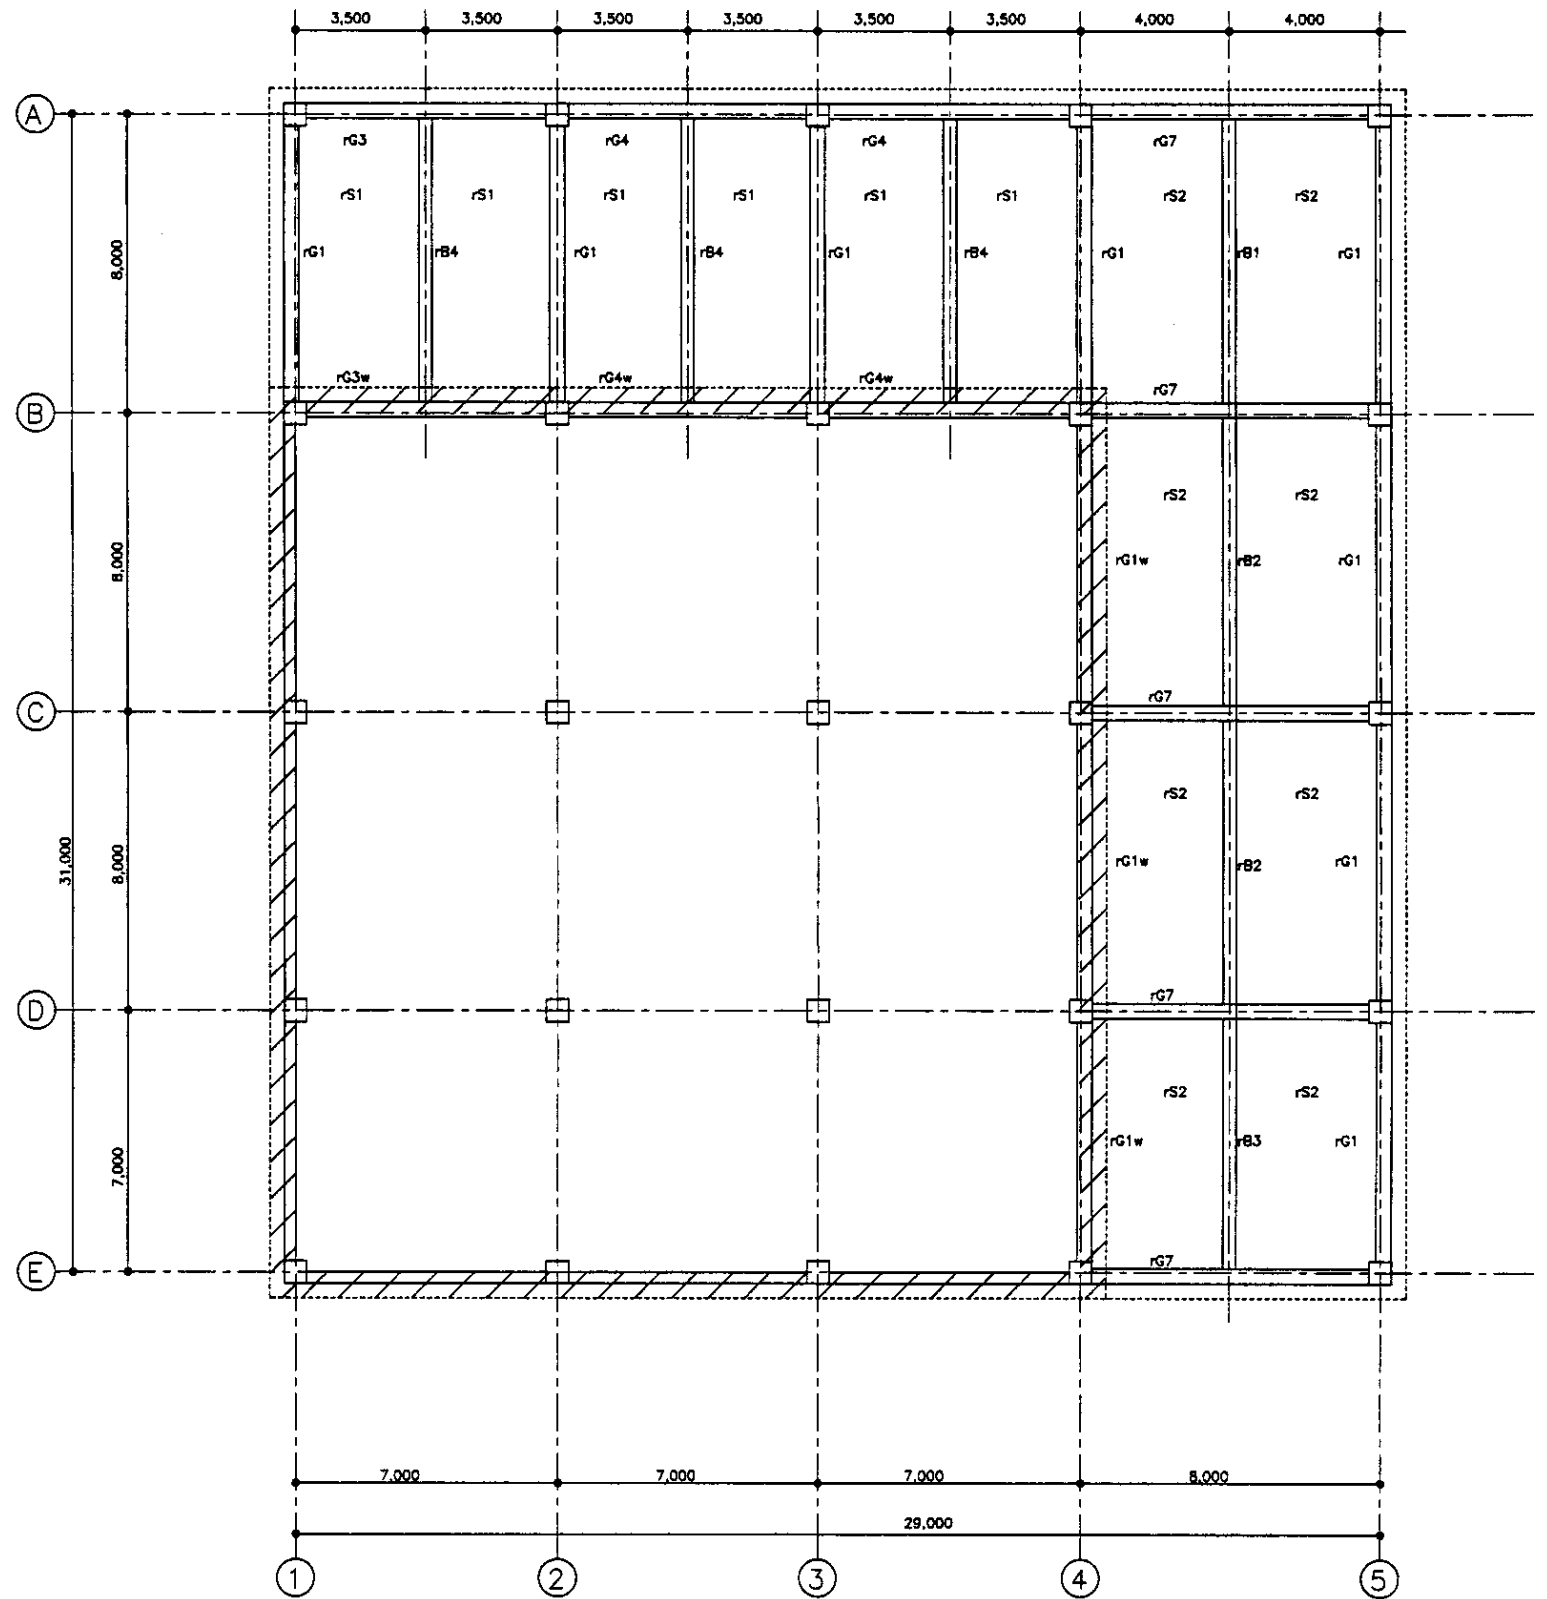 3,500 3,500 3,500 3,500 3,500 3,500 4,000 4,000
A
rG3 rG4 rG4 rG7
rS1 rS1 rS1 rS1 rS1 rS1 rS2 rS2
8,000 rG1 rB4 rG1 rB4 rG1 rB4 rG1 rB1 rG1
rG3w rG4w rG4w rG7
B
rS2 rS2
8,000 rG1w rB2 rG1
rG7
C
rS2 rS2
31,000 8,000 rG1w rB2 rG1
rG7
D
rS2 rS2
7,000 rG1w rB3 rG1
rG7
E
7,000 7,000 7,000 8,000
29,000
1 2 3 4 5